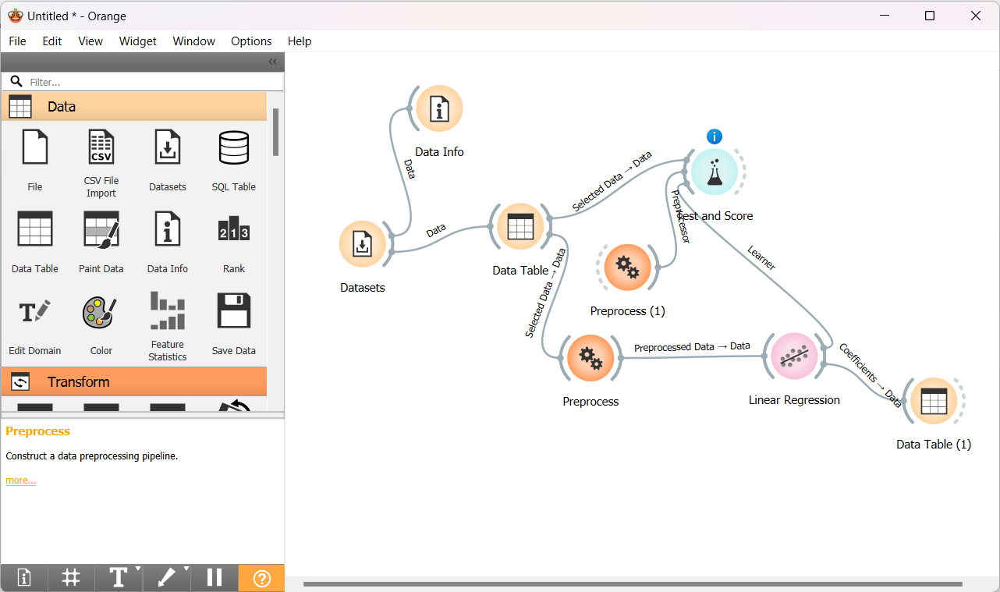 Untitled * - Orange
File Edit View Widget Window Options Help
Filter...
Data
File
CSV File
Import
Datasets
SQL Table
Data Table
Paint Data
Data Info
Rank
Edit Domain
Color
Feature
Statistics
Save Data
Transform
Preprocess
Construct a data preprocessing pipeline.
more...
Data Info
Data
Data
Datasets
Data Table
Selected Data → Data
Selected Data → Data
Test and Score
Preprocessor
Learner
Preprocess (1)
Preprocess
Preprocessed Data → Data
Linear Regression
Coefficients → Data
Data Table (1)